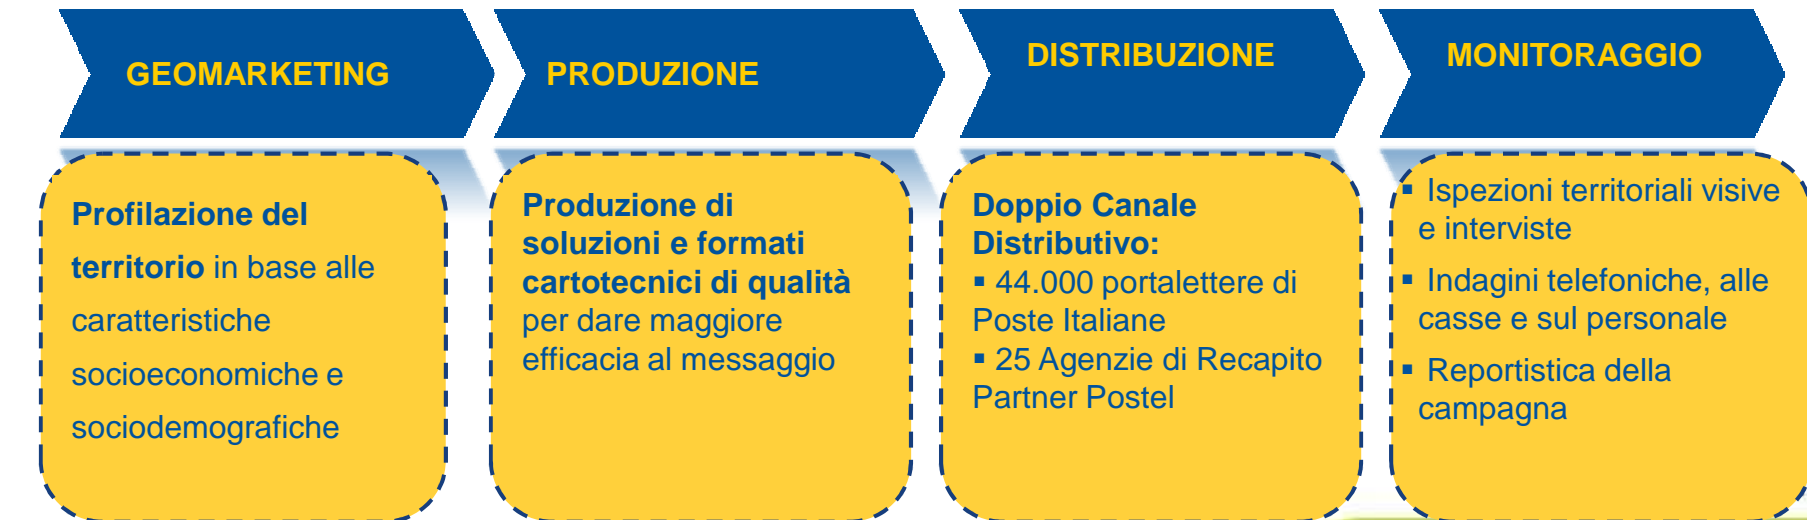 GEOMARKETING
PRODUZIONE
DISTRIBUZIONE
MONITORAGGIO
Profilazione del
territorio in base alle
caratteristiche
socioeconomiche e
sociodemografiche
Produzione di
soluzioni e formati
cartotecnici di qualità
per dare maggiore
efficacia al messaggio
Doppio Canale
Distributivo:
▪ 44.000 portalettere di
Poste Italiane
▪ 25 Agenzie di Recapito
Partner Postel
▪ Ispezioni territoriali visive
e interviste
▪ Indagini telefoniche, alle
casse e sul personale
▪ Reportistica della
campagna